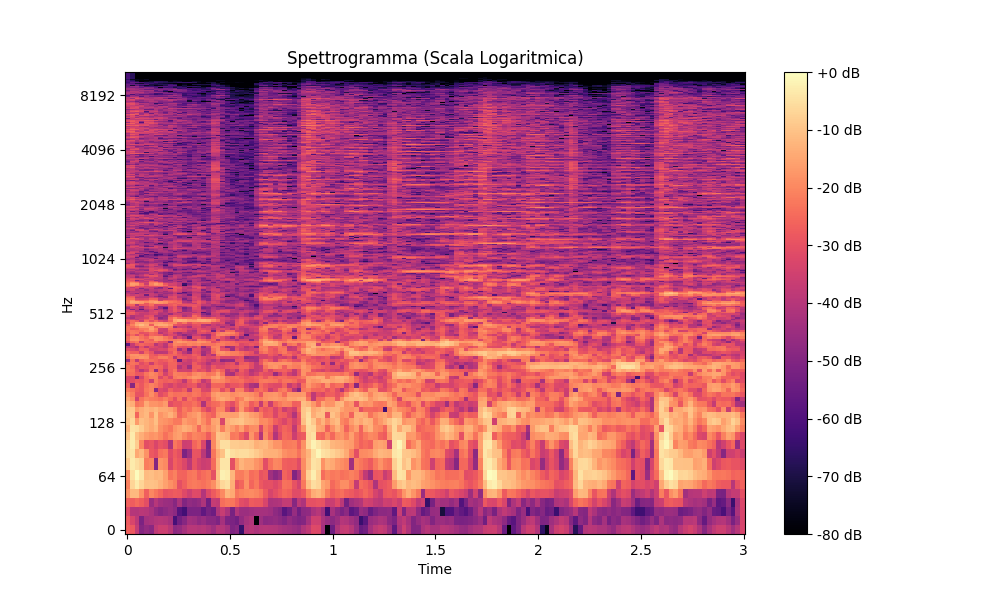 Spettrogramma (Scala Logaritmica)
Hz
8192
4096
2048
1024
512
256
128
64
0
0 0.5 1 1.5 2 2.5 3
Time
+0 dB
-10 dB
-20 dB
-30 dB
-40 dB
-50 dB
-60 dB
-70 dB
-80 dB